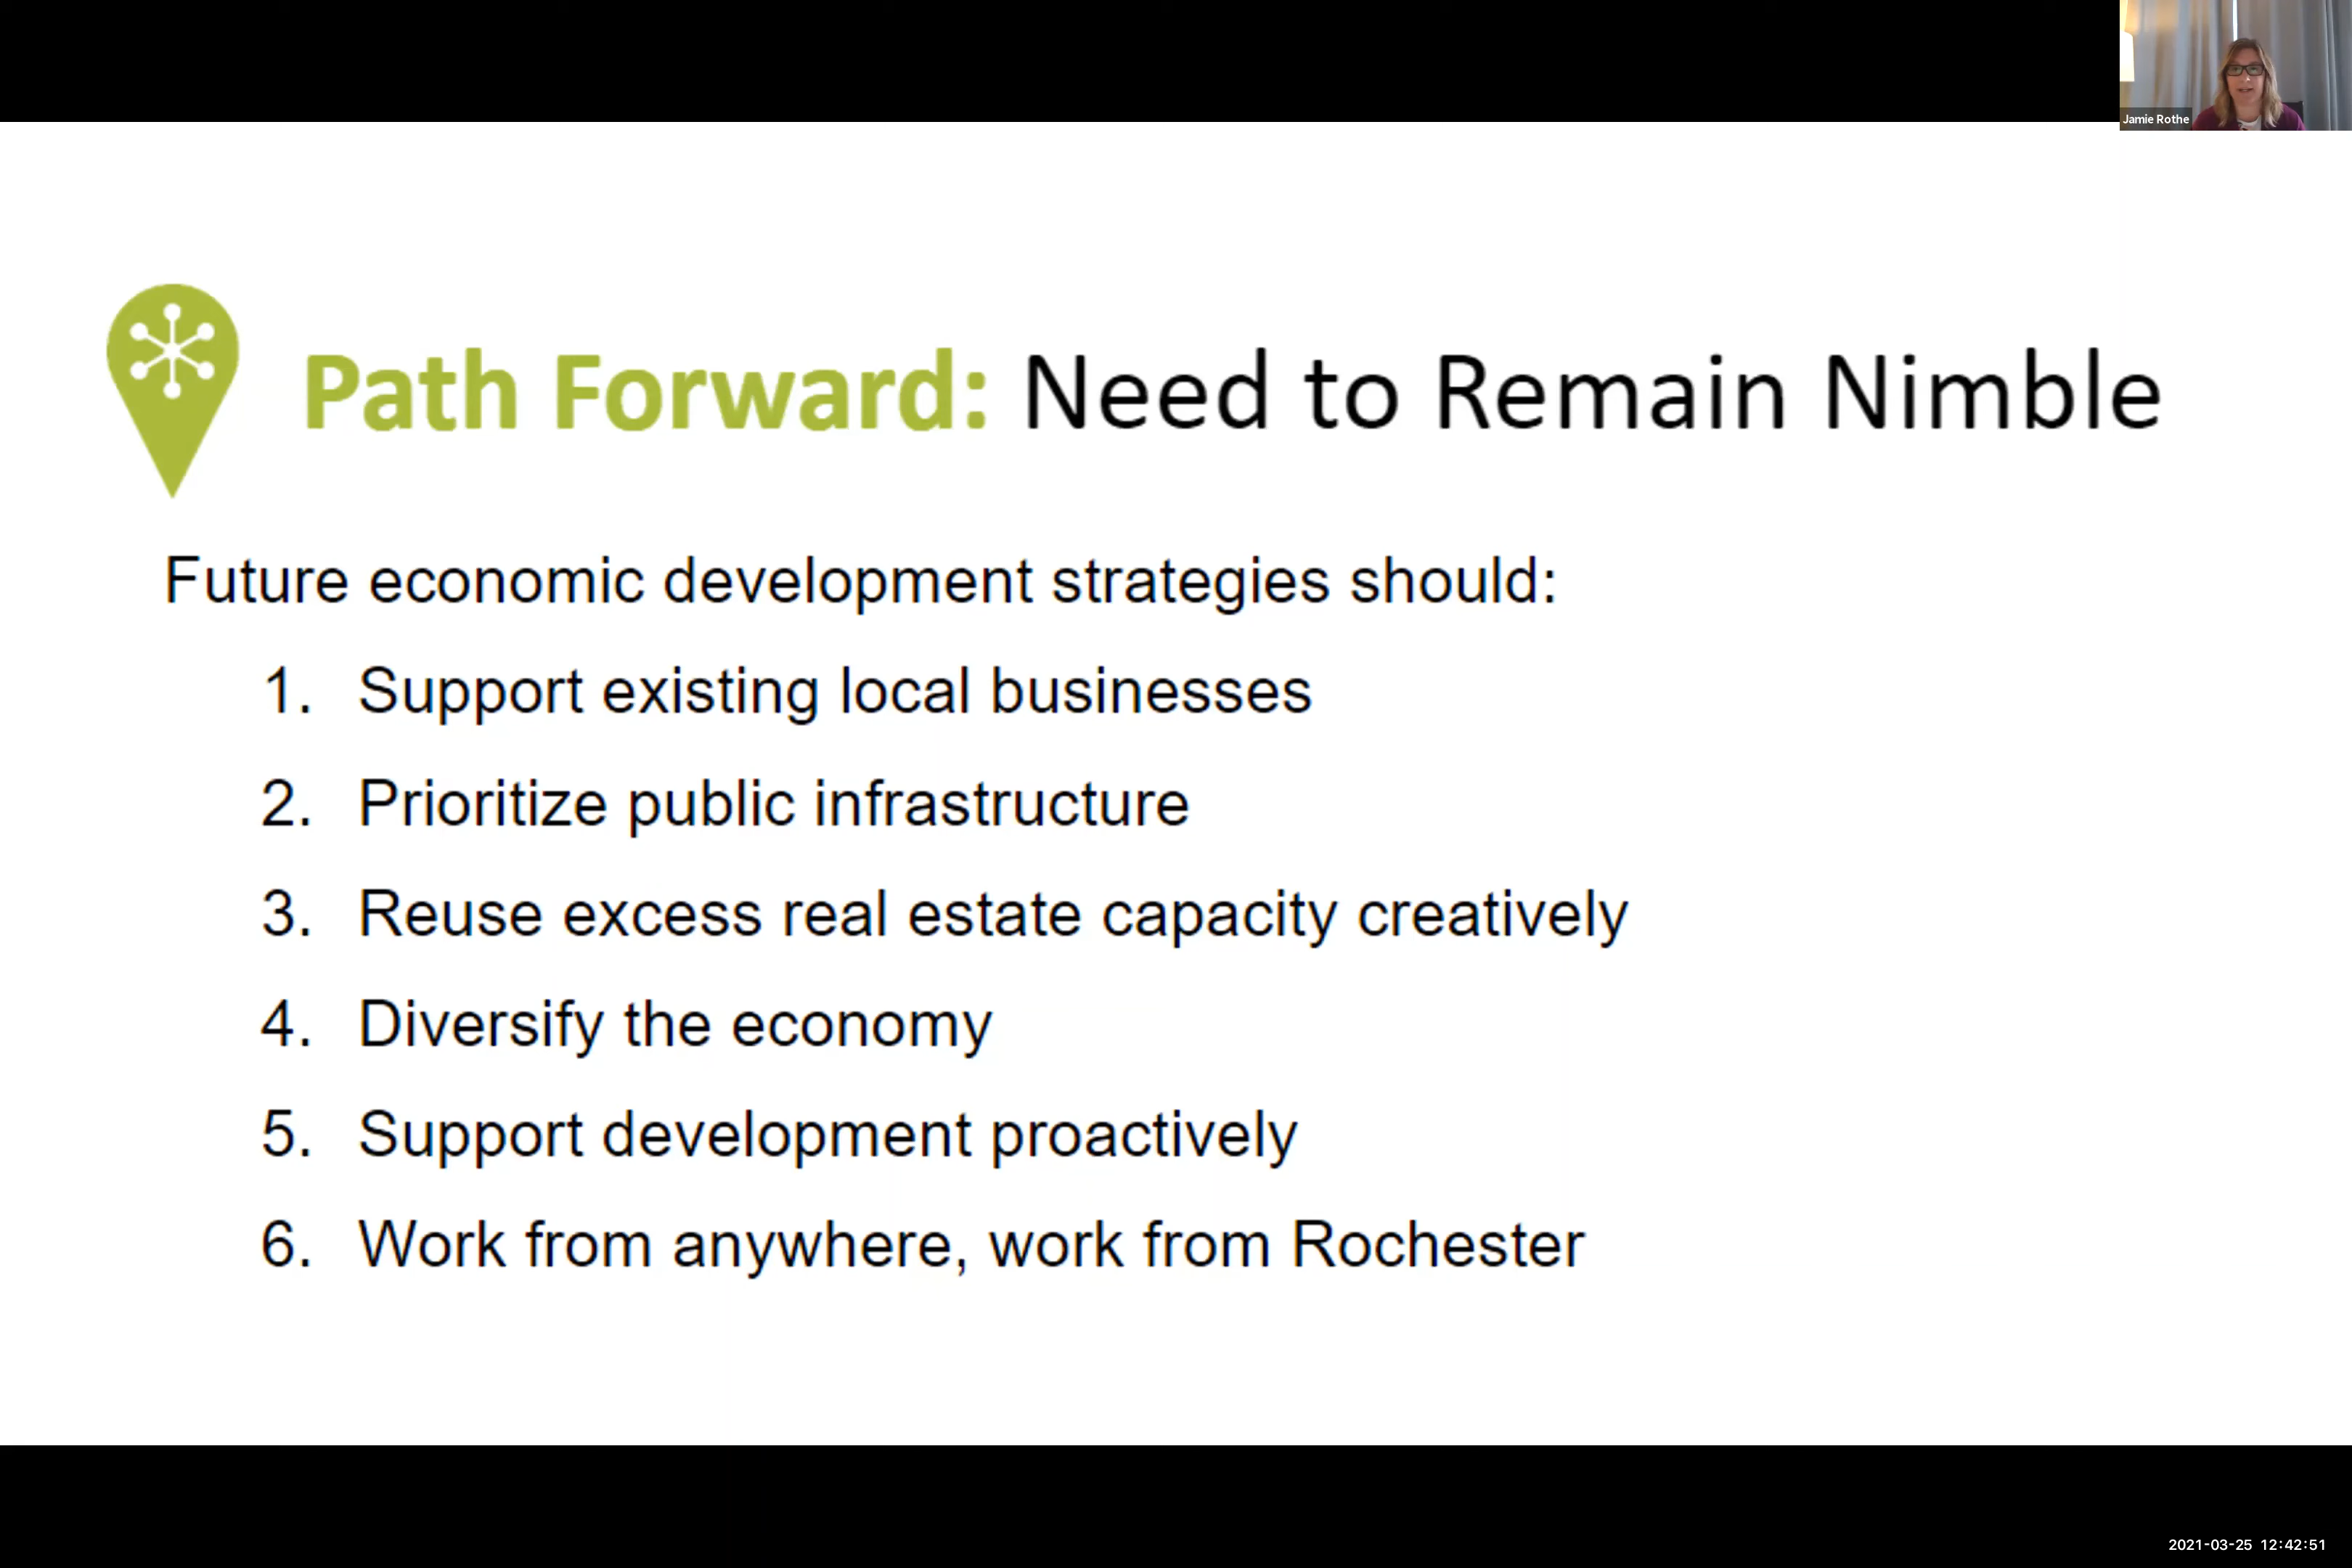 Jamie Rothe
Path Forward: Need to Remain Nimble
Future economic development strategies should:
1. Support existing local businesses
2. Prioritize public infrastructure
3. Reuse excess real estate capacity creatively
4. Diversify the economy
5. Support development proactively
6. Work from anywhere, work from Rochester
2021-03-25 12:42:51